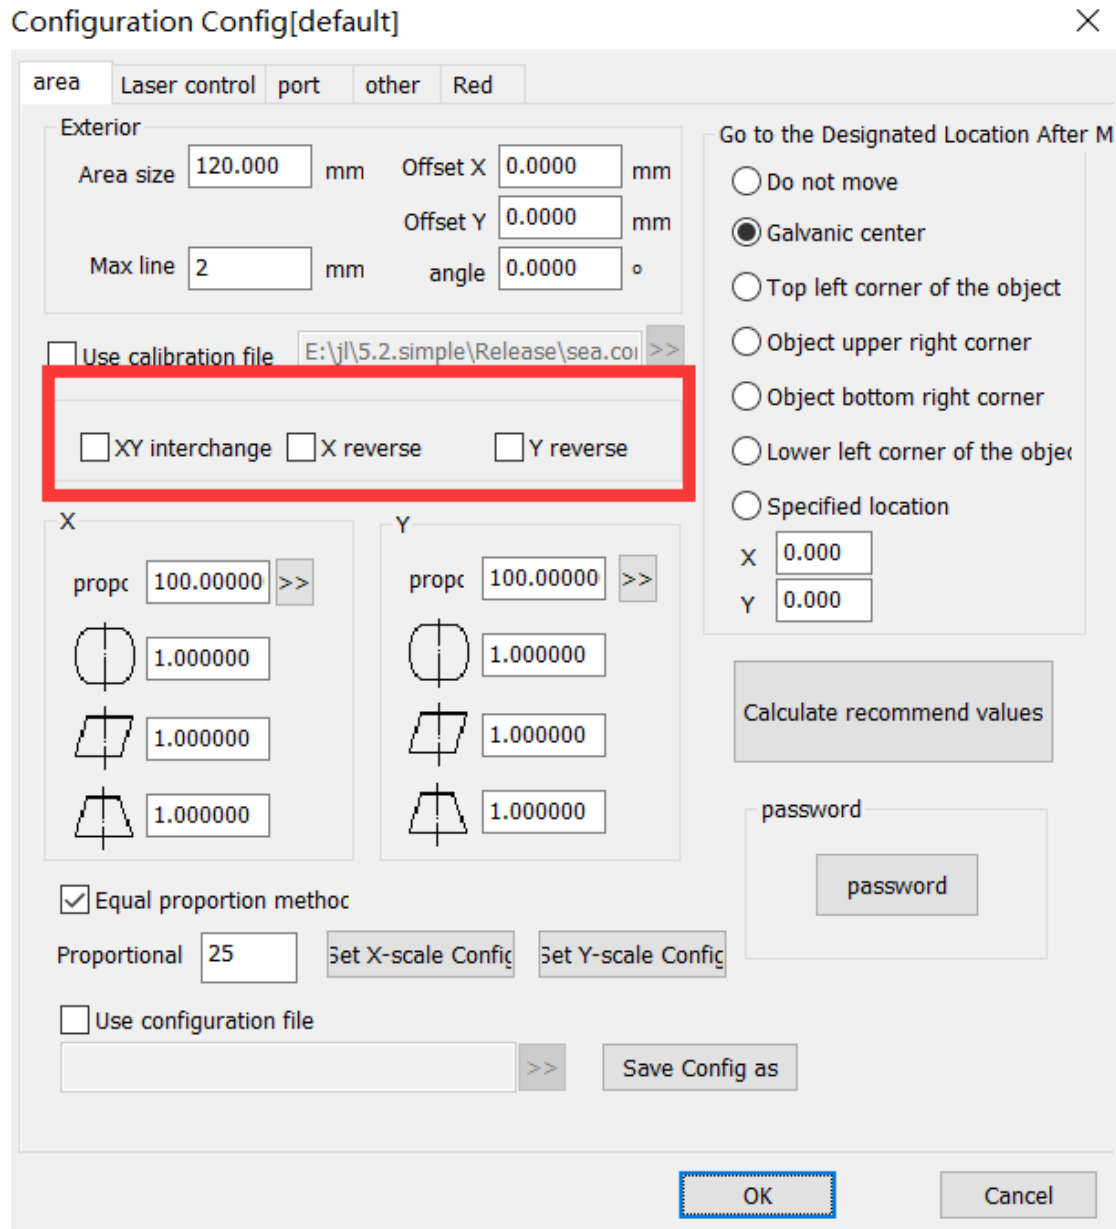 Configuration Config[default]
area Laser control port other Red
Exterior
Area size 120.000 mm Offset X 0.0000 mm
Offset Y 0.0000 mm
Max line 2 mm angle 0.0000 °
Use calibration file E:\jl\5.2.simple\Release\sea.coi >>
XY interchange X reverse Y reverse
X
propc 100.00000 >>
1.000000
1.000000
1.000000
Y
propc 100.00000 >>
1.000000
1.000000
1.000000
Equal proportion methoc
Proportional 25 Set X-scale Config Set Y-scale Config
Use configuration file
>> Save Config as
Go to the Designated Location After M
Do not move
Galvanic center
Top left corner of the object
Object upper right corner
Object bottom right corner
Lower left corner of the objec
Specified location
X 0.000
Y 0.000
Calculate recommend values
password
password
OK Cancel